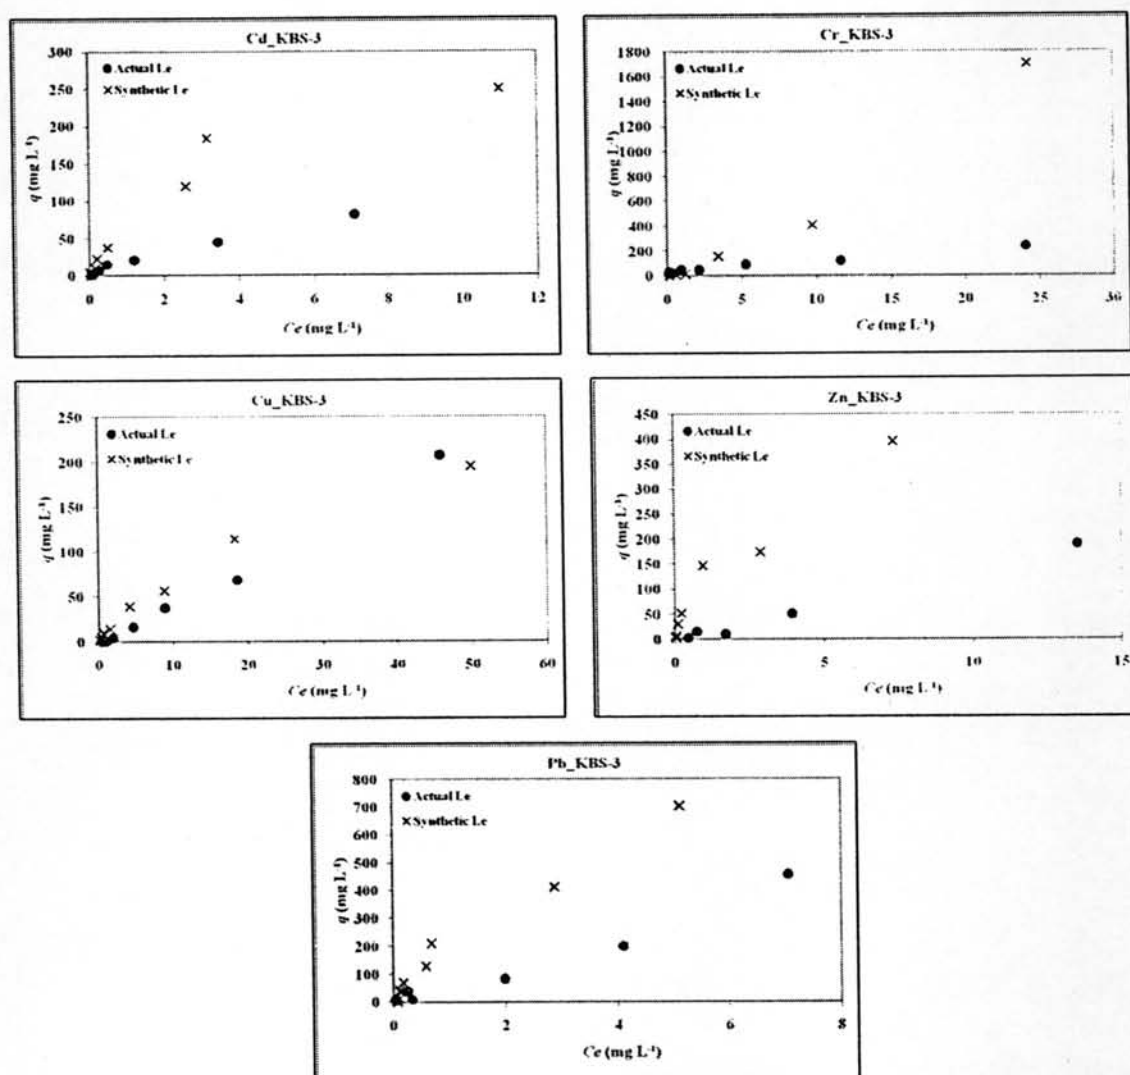 Cd_KBS-3
300
250
200
150
100
50
0
q (mg L⁻¹)
● Actual Le
× Synthetic Le
0 2 4 6 8 10 12
Ce (mg L⁻¹)
Cr_KBS-3
1800
1600
1400
1200
1000
800
600
400
200
0
q (mg L⁻¹)
● Actual Le
× Synthetic Le
0 5 10 15 20 25 30
Ce (mg L⁻¹)
Cu_KBS-3
250
200
150
100
50
0
q (mg L⁻¹)
● Actual Le
× Synthetic Le
0 10 20 30 40 50 60
Ce (mg L⁻¹)
Zn_KBS-3
450
400
350
300
250
200
150
100
50
0
q (mg L⁻¹)
● Actual Le
× Synthetic Le
0 5 10 15
Ce (mg L⁻¹)
Pb_KBS-3
800
700
600
500
400
300
200
100
0
q (mg L⁻¹)
● Actual Le
× Synthetic Le
0 2 4 6 8
Ce (mg L⁻¹)